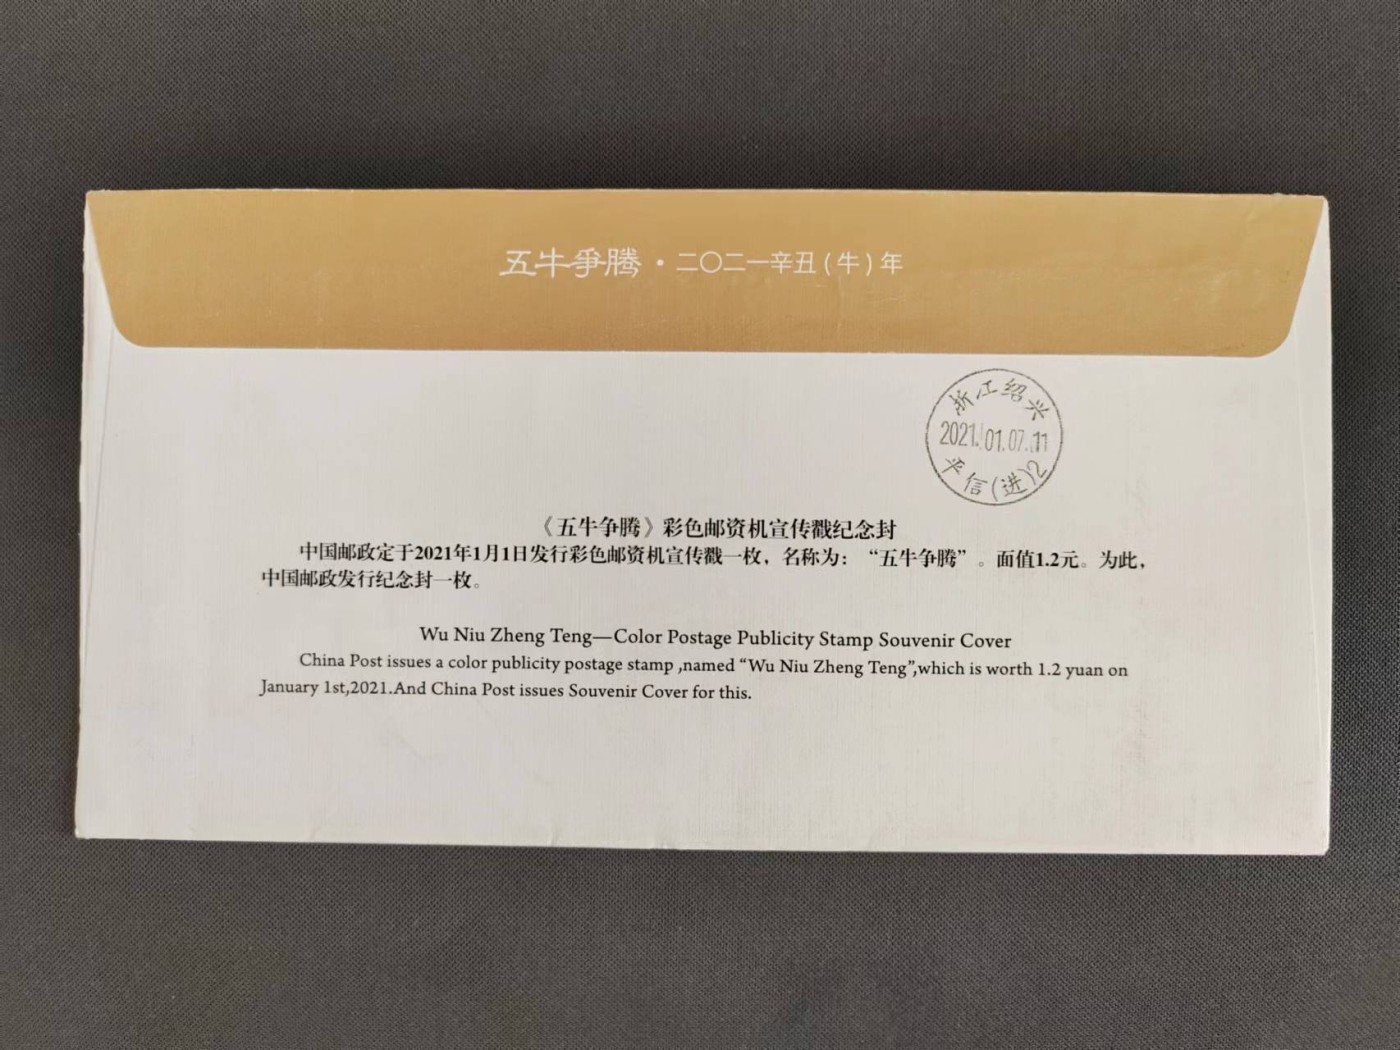 五牛争腾·二〇二一辛丑(牛)年
浙江绍兴
2021.01.07.11
平信(进)2
《五牛争腾》彩色邮资机宣传戳纪念封
中国邮政定于2021年1月1日发行彩色邮资机宣传戳一枚，名称为：“五牛争腾”。面值1.2元。为此，
中国邮政发行纪念封一枚。
Wu Niu Zheng Teng—Color Postage Publicity Stamp Souvenir Cover
China Post issues a color publicity postage stamp ,named “Wu Niu Zheng Teng”,which is worth 1.2 yuan on
January 1st,2021.And China Post issues Souvenir Cover for this.